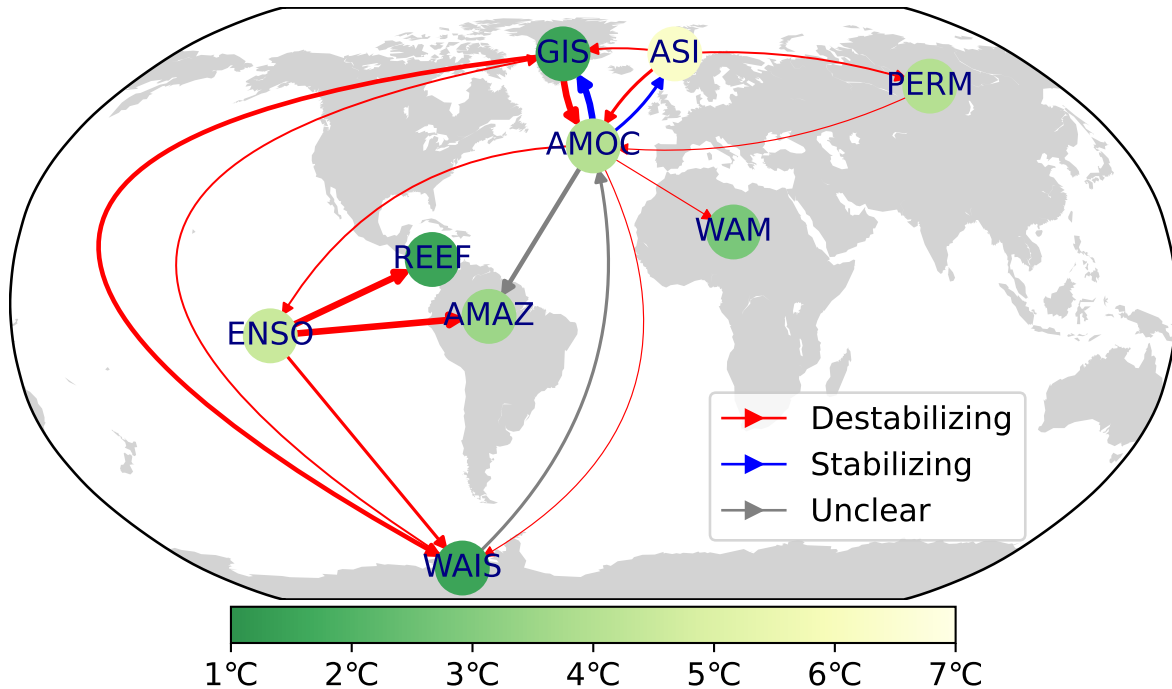 GIS
ASI
PERM
AMOC
WAM
REEF
AMAZ
ENSO
Destabilizing
Stabilizing
Unclear
WAIS
1℃ 2℃ 3℃ 4℃ 5℃ 6℃ 7℃